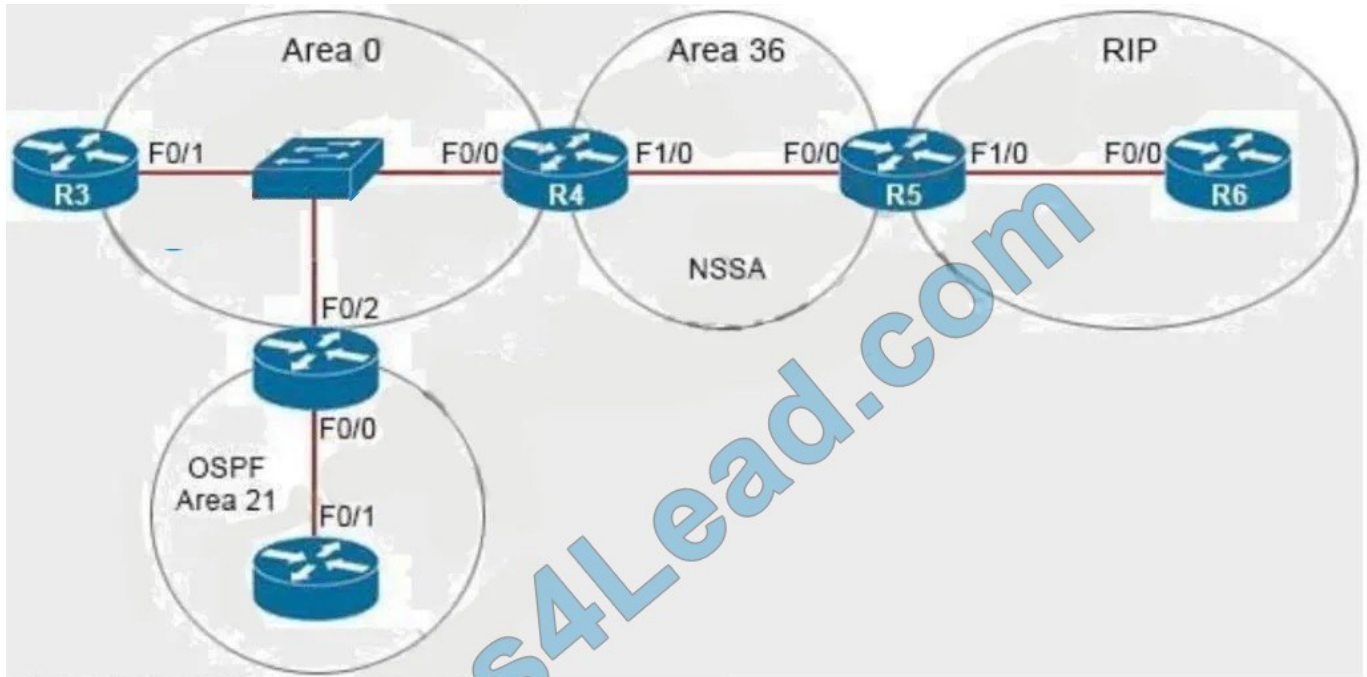 Area 0
Area 36
RIP
F0/1
F0/0
F1/0
F0/0
F1/0
F0/0
R3
R4
R5
R6
NSSA
F0/2
F0/0
OSPF
Area 21
F0/1
s4Lead.com